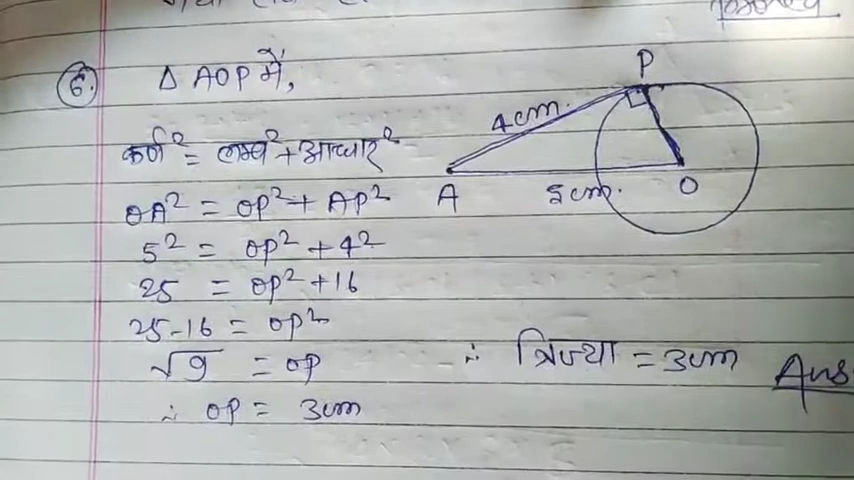 6.
Δ AOP में,
कर्ण² = लम्ब² + आधार²
OA² = OP² + AP²
5² = OP² + 4²
25 = OP² + 16
25 - 16 = OP²
√9 = OP
∴ OP = 3cm
P
4cm.
A
5cm.
O
∴ त्रिज्या = 3cm
Ans